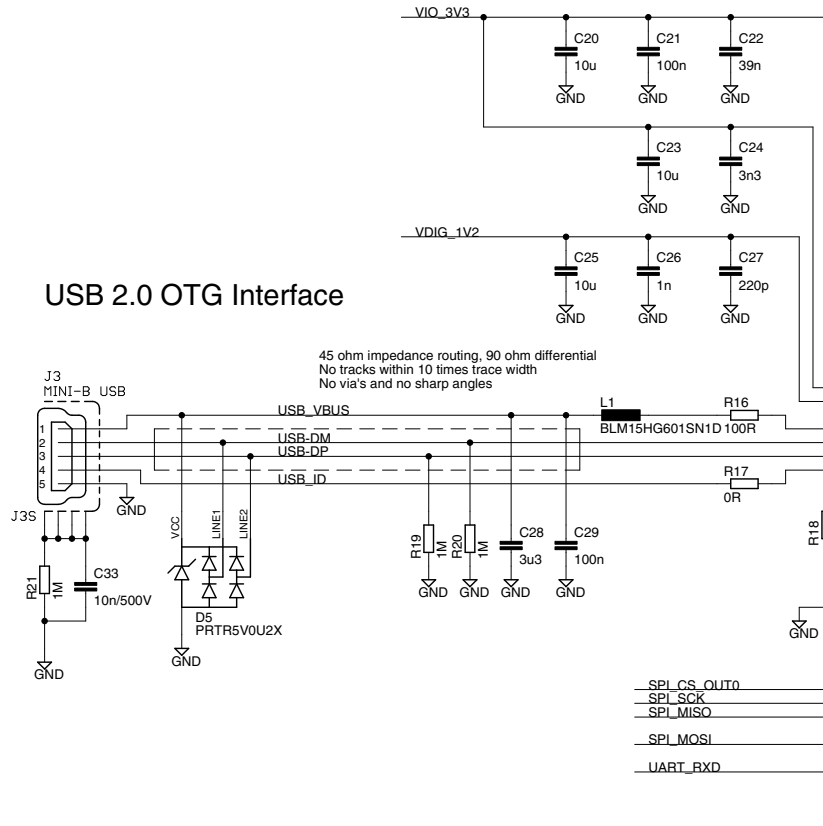 VIO_3V3
C20
10u
GND
C21
100n
GND
C22
39n
GND
C23
10u
GND
C24
3n3
GND
VDIG_1V2
C25
10u
GND
C26
1n
GND
C27
220p
GND
USB 2.0 OTG Interface
45 ohm impedance routing, 90 ohm differential
No tracks within 10 times trace width
No via's and no sharp angles
J3
MINI-B USB
1
2
3
4
5
J3S
GND
USB_VBUS
USB-DM
USB-DP
USB_ID
L1
BLM15HG601SN1D
R16
100R
R17
0R
VCC
LINE1
LINE2
D5
PRTR5V0U2X
GND
R19
1M
GND
R20
1M
GND
C28
3u3
GND
C29
100n
GND
R18
GND
R21
1M
C33
10n/500V
GND
SPI_CS_OUT0
SPI_SCK
SPI_MISO
SPI_MOSI
UART_RXD